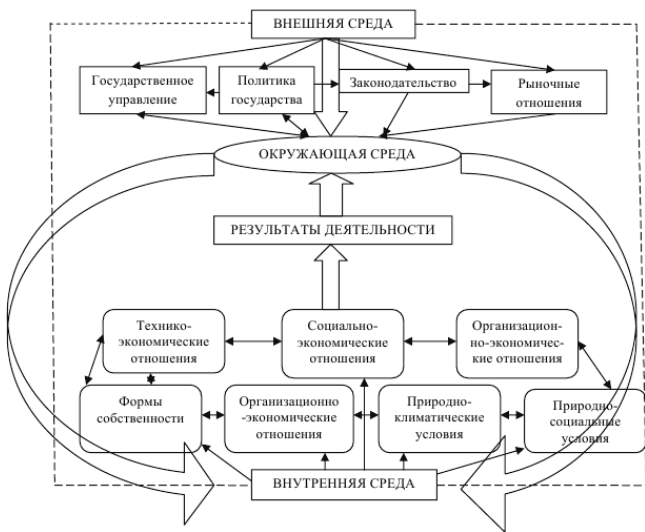 ВНЕШНЯЯ СРЕДА
Государственное
управление
Политика
государства
Законодательство
Рыночные
отношения
ОКРУЖАЮЩАЯ СРЕДА
РЕЗУЛЬТАТЫ ДЕЯТЕЛЬНОСТИ
Технико-
экономические
отношения
Социально-
экономические
отношения
Организацион-
но-экономичес-
кие отношения
Формы
собственности
Организационно
-экономические
отношения
Природно-
климатические
условия
Природно-
социальные
условия
ВНУТРЕННЯЯ СРЕДА